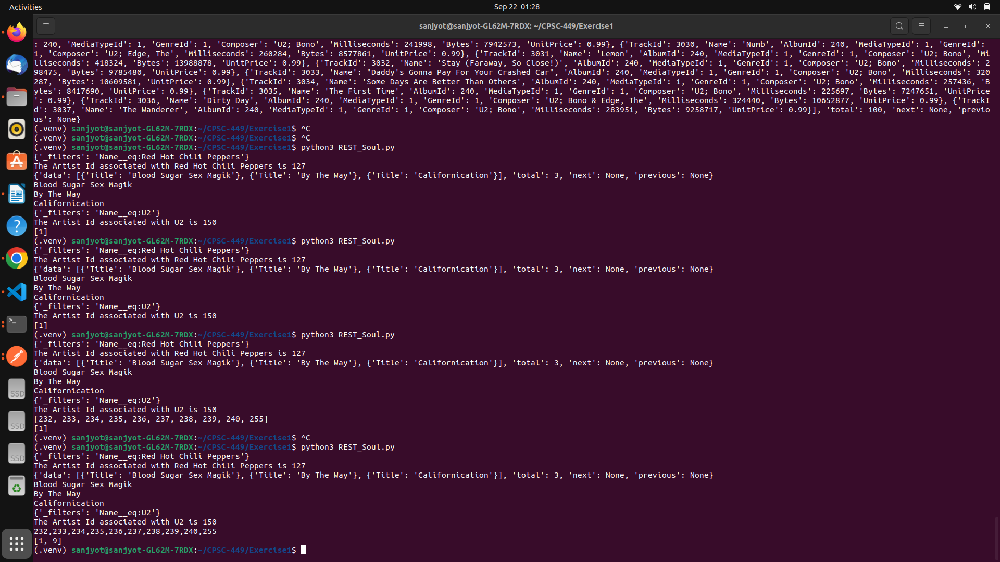 Activities
Sep 22 01:28
sanjyot@sanjyot-GL62M-7RDX: ~/CPSC-449/Exercise1
: 240, 'MediaTypeId': 1, 'GenreId': 1, 'Composer': 'U2; Bono', 'Milliseconds': 241998, 'Bytes': 7942573, 'UnitPrice': 0.99}, {'TrackId': 3030, 'Name': 'Numb', 'AlbumId': 240, 'MediaTypeId': 1, 'GenreId':
1, 'Composer': 'U2; Edge, The', 'Milliseconds': 260284, 'Bytes': 8577861, 'UnitPrice': 0.99}, {'TrackId': 3031, 'Name': 'Lemon', 'AlbumId': 240, 'MediaTypeId': 1, 'GenreId': 1, 'Composer': 'U2; Bono', 'Mi
lliseconds': 418324, 'Bytes': 13988878, 'UnitPrice': 0.99}, {'TrackId': 3032, 'Name': 'Stay (Faraway, So Close!)', 'AlbumId': 240, 'MediaTypeId': 1, 'GenreId': 1, 'Composer': 'U2; Bono', 'Milliseconds': 2
98475, 'Bytes': 9785480, 'UnitPrice': 0.99}, {'TrackId': 3033, 'Name': "Daddy's Gonna Pay For Your Crashed Car", 'AlbumId': 240, 'MediaTypeId': 1, 'GenreId': 1, 'Composer': 'U2; Bono', 'Milliseconds': 320
287, 'Bytes': 10609581, 'UnitPrice': 0.99}, {'TrackId': 3034, 'Name': 'Some Days Are Better Than Others', 'AlbumId': 240, 'MediaTypeId': 1, 'GenreId': 1, 'Composer': 'U2; Bono', 'Milliseconds': 257436, 'B
ytes': 8417690, 'UnitPrice': 0.99}, {'TrackId': 3035, 'Name': 'The First Time', 'AlbumId': 240, 'MediaTypeId': 1, 'GenreId': 1, 'Composer': 'U2; Bono', 'Milliseconds': 225697, 'Bytes': 7247651, 'UnitPrice
': 0.99}, {'TrackId': 3036, 'Name': 'Dirty Day', 'AlbumId': 240, 'MediaTypeId': 1, 'GenreId': 1, 'Composer': 'U2; Bono & Edge, The', 'Milliseconds': 324440, 'Bytes': 10652877, 'UnitPrice': 0.99}, {'TrackI
d': 3037, 'Name': 'The Wanderer', 'AlbumId': 240, 'MediaTypeId': 1, 'GenreId': 1, 'Composer': 'U2; Bono', 'Milliseconds': 283951, 'Bytes': 9258717, 'UnitPrice': 0.99}], 'total': 100, 'next': None, 'previo
us': None}
(.venv) sanjyot@sanjyot-GL62M-7RDX:~/CPSC-449/Exercise1$ ^C
(.venv) sanjyot@sanjyot-GL62M-7RDX:~/CPSC-449/Exercise1$ ^C
(.venv) sanjyot@sanjyot-GL62M-7RDX:~/CPSC-449/Exercise1$ python3 REST_Soul.py
{'_filters': 'Name__eq:Red Hot Chili Peppers'}
The Artist Id associated with Red Hot Chili Peppers is 127
{'data': [{'Title': 'Blood Sugar Sex Magik'}, {'Title': 'By The Way'}, {'Title': 'Californication'}], 'total': 3, 'next': None, 'previous': None}
Blood Sugar Sex Magik
By The Way
Californication
{'_filters': 'Name__eq:U2'}
The Artist Id associated with U2 is 150
[1]
(.venv) sanjyot@sanjyot-GL62M-7RDX:~/CPSC-449/Exercise1$ python3 REST_Soul.py
{'_filters': 'Name__eq:Red Hot Chili Peppers'}
The Artist Id associated with Red Hot Chili Peppers is 127
{'data': [{'Title': 'Blood Sugar Sex Magik'}, {'Title': 'By The Way'}, {'Title': 'Californication'}], 'total': 3, 'next': None, 'previous': None}
Blood Sugar Sex Magik
By The Way
Californication
{'_filters': 'Name__eq:U2'}
The Artist Id associated with U2 is 150
[1]
(.venv) sanjyot@sanjyot-GL62M-7RDX:~/CPSC-449/Exercise1$ python3 REST_Soul.py
{'_filters': 'Name__eq:Red Hot Chili Peppers'}
The Artist Id associated with Red Hot Chili Peppers is 127
{'data': [{'Title': 'Blood Sugar Sex Magik'}, {'Title': 'By The Way'}, {'Title': 'Californication'}], 'total': 3, 'next': None, 'previous': None}
Blood Sugar Sex Magik
By The Way
Californication
{'_filters': 'Name__eq:U2'}
The Artist Id associated with U2 is 150
[232, 233, 234, 235, 236, 237, 238, 239, 240, 255]
[1]
(.venv) sanjyot@sanjyot-GL62M-7RDX:~/CPSC-449/Exercise1$ ^C
(.venv) sanjyot@sanjyot-GL62M-7RDX:~/CPSC-449/Exercise1$ python3 REST_Soul.py
{'_filters': 'Name__eq:Red Hot Chili Peppers'}
The Artist Id associated with Red Hot Chili Peppers is 127
{'data': [{'Title': 'Blood Sugar Sex Magik'}, {'Title': 'By The Way'}, {'Title': 'Californication'}], 'total': 3, 'next': None, 'previous': None}
Blood Sugar Sex Magik
By The Way
Californication
{'_filters': 'Name__eq:U2'}
The Artist Id associated with U2 is 150
232,233,234,235,236,237,238,239,240,255
[1, 9]
(.venv) sanjyot@sanjyot-GL62M-7RDX:~/CPSC-449/Exercise1$
SSD
SSD
SSD